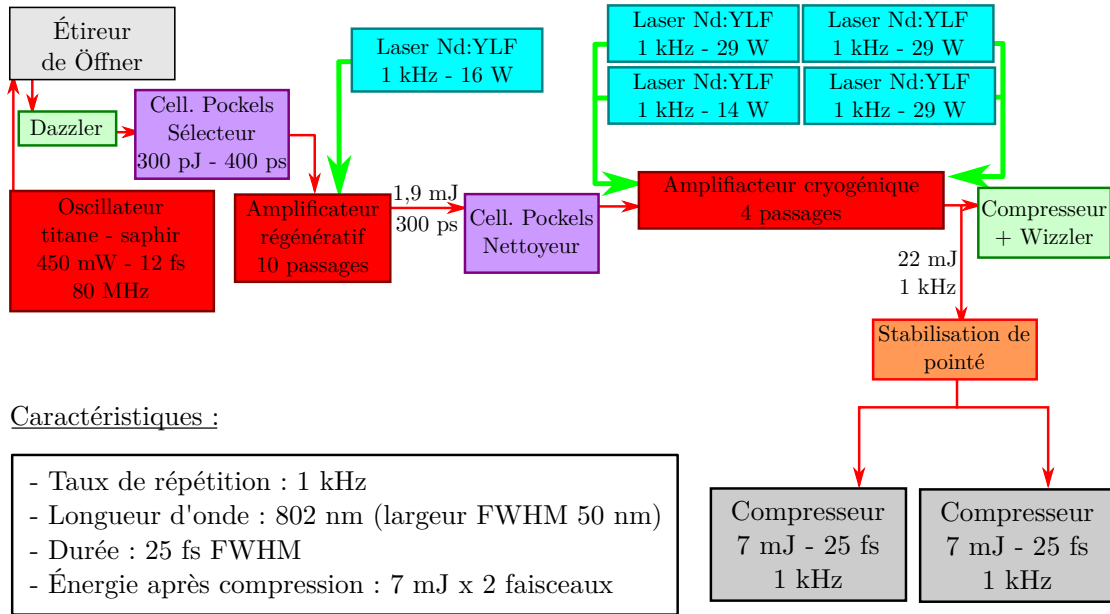 Étireur
de Öffner
Laser Nd:YLF
1 kHz - 16 W
Laser Nd:YLF
1 kHz - 29 W
Laser Nd:YLF
1 kHz - 29 W
Laser Nd:YLF
1 kHz - 14 W
Laser Nd:YLF
1 kHz - 29 W
Dazzler
Cell. Pockels
Sélecteur
300 pJ - 400 ps
Oscillateur
titane - saphir
450 mW - 12 fs
80 MHz
Amplificateur
régénératif
10 passages
1,9 mJ
300 ps
Cell. Pockels
Nettoyeur
Amplifiacteur cryogénique
4 passages
Compresseur
+ Wizzler
22 mJ
1 kHz
Stabilisation de
pointé
Compresseur
7 mJ - 25 fs
1 kHz
Compresseur
7 mJ - 25 fs
1 kHz
Caractéristiques :
- Taux de répétition : 1 kHz
- Longueur d'onde : 802 nm (largeur FWHM 50 nm)
- Durée : 25 fs FWHM
- Énergie après compression : 7 mJ x 2 faisceaux